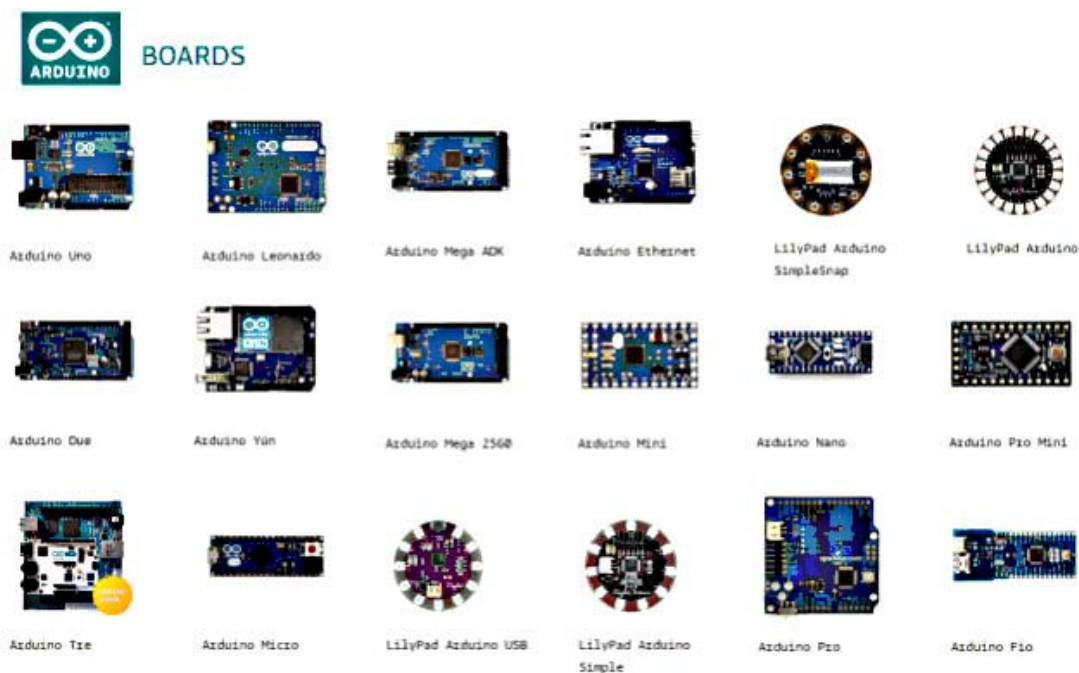 ARDUINO
BOARDS
Arduino Uno
Arduino Leonardo
Arduino Mega ADK
Arduino Ethernet
LilyPad Arduino
SimpleSnap
LilyPad Arduino
Arduino Due
Arduino Yún
Arduino Mega 2560
Arduino Mini
Arduino Nano
Arduino Pro Mini
Arduino Tre
Arduino Micro
LilyPad Arduino USB
LilyPad Arduino
Simple
Arduino Pro
Arduino Fio